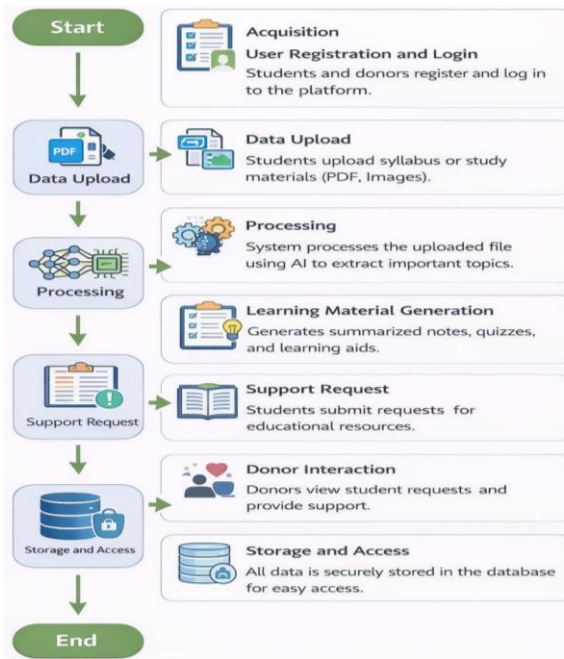 Start
Acquisition
User Registration and Login
Students and donors register and log in
to the platform.
PDF
Data Upload
Data Upload
Students upload syllabus or study
materials (PDF, Images).
Processing
Processing
System processes the uploaded file
using AI to extract important topics.
Learning Material Generation
Generates summarized notes, quizzes,
and learning aids.
Support Request
Support Request
Students submit requests for
educational resources.
Donor Interaction
Donors view student requests and
provide support.
Storage and Access
Storage and Access
All data is securely stored in the database
for easy access.
End